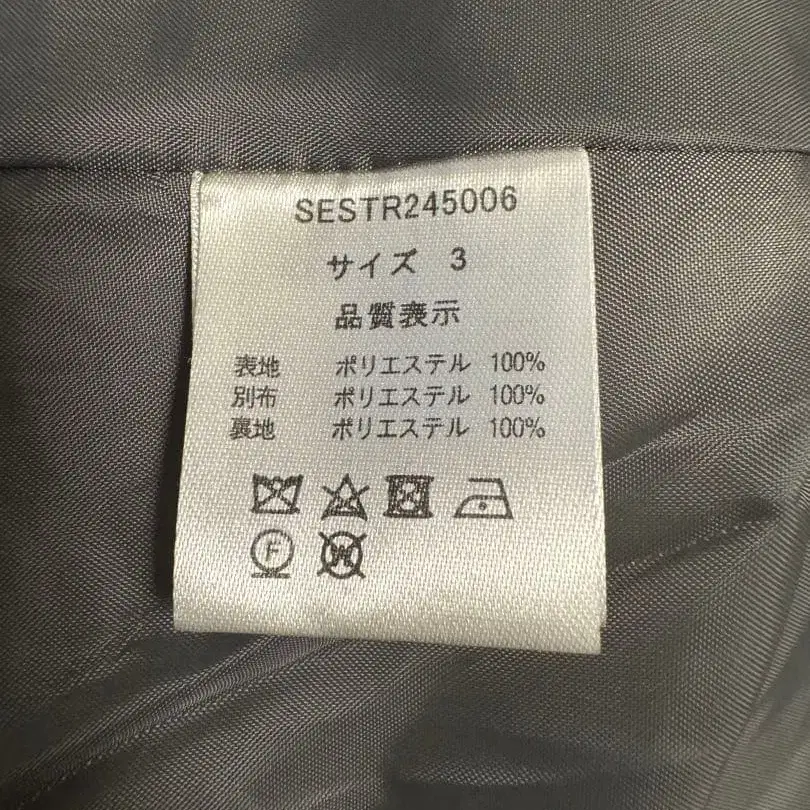 SESTR245006
サイズ 3
品質表示
表地 ポリエステル 100%
別布 ポリエステル 100%
裏地 ポリエステル 100%
F W